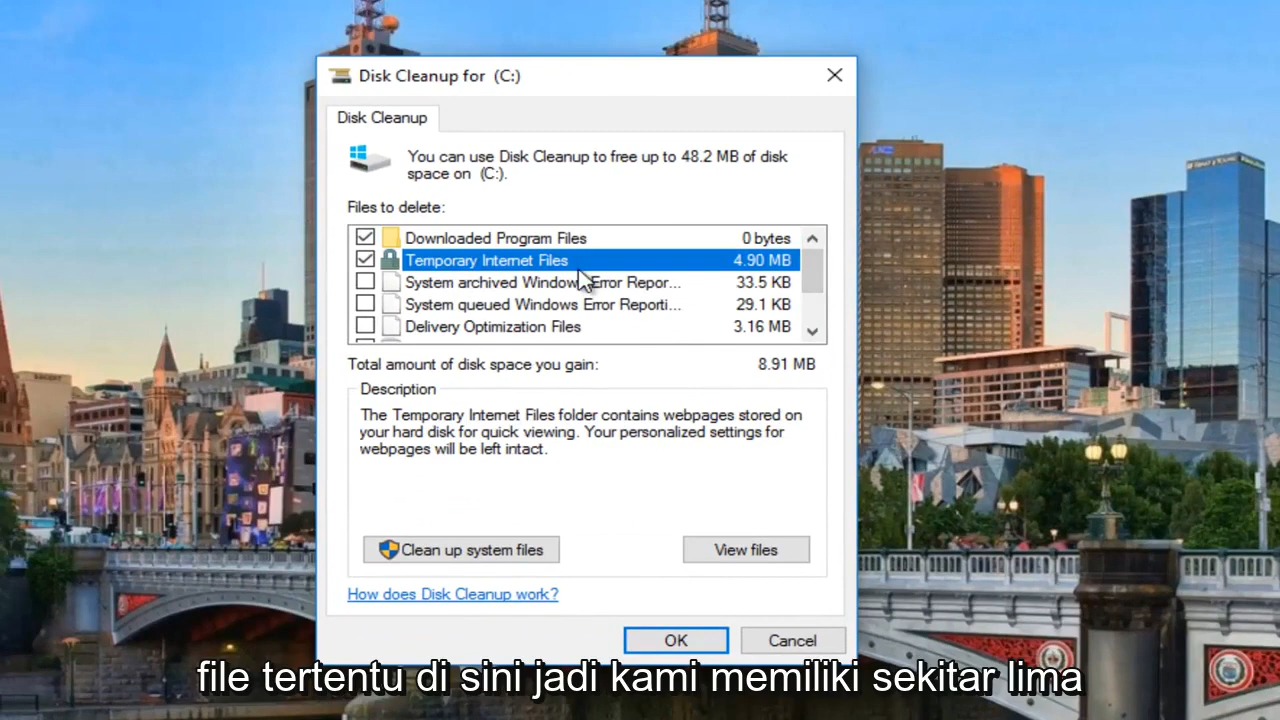 Disk Cleanup for (C:)
Disk Cleanup
You can use Disk Cleanup to free up to 48.2 MB of disk
space on (C:).
Files to delete:
Downloaded Program Files 0 bytes
Temporary Internet Files 4.90 MB
System archived Windows Error Repor... 33.5 KB
System queued Windows Error Reporti... 29.1 KB
Delivery Optimization Files 3.16 MB
Total amount of disk space you gain: 8.91 MB
Description
The Temporary Internet Files folder contains webpages stored on
your hard disk for quick viewing. Your personalized settings for
webpages will be left intact.
Clean up system files
View files
How does Disk Cleanup work?
OK
Cancel
file tertentu di sini jadi kami memiliki sekitar lima